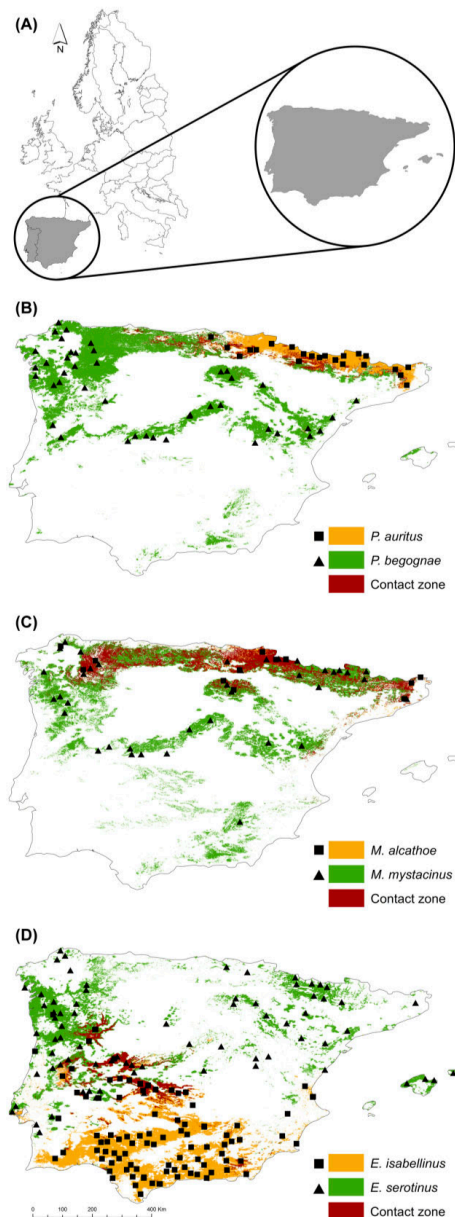 (A)
N
(B)
P. auritus
P. begognae
Contact zone
(C)
M. alcathoe
M. mystacinus
Contact zone
(D)
E. isabellinus
E. serotinus
Contact zone
0 100 200 400 Km